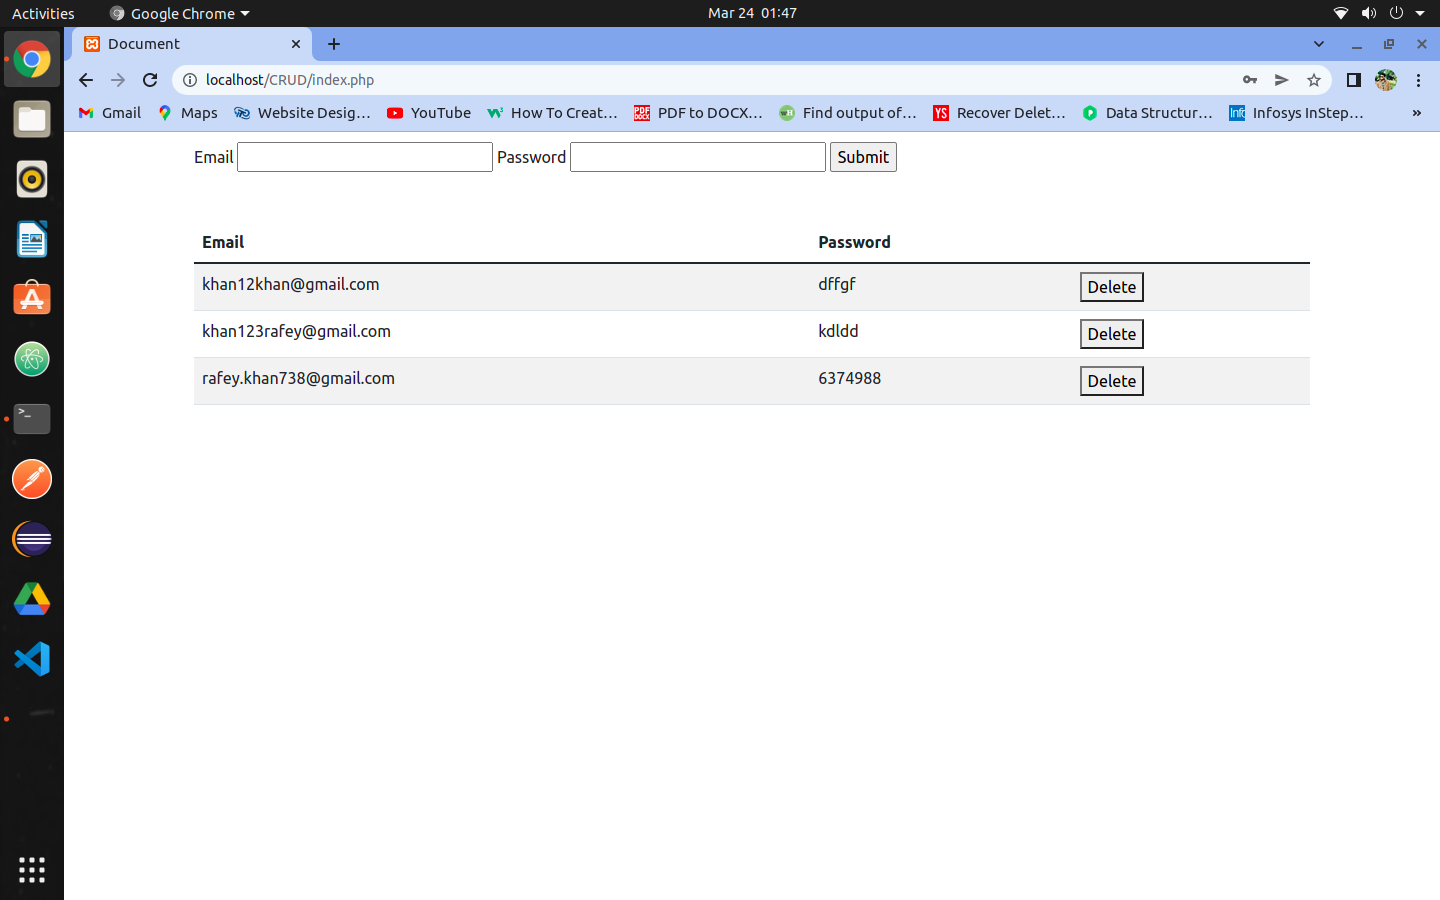 Activities Google Chrome Mar 24 01:47
Document
localhost/CRUD/index.php
Gmail Maps Website Desig... YouTube How To Creat... PDF to DOCX... Find output of... Recover Delet... Data Structur... Infosys InStep... »
Email Password Submit
Email Password
khan12khan@gmail.com dffgf Delete
khan123rafey@gmail.com kdldd Delete
rafey.khan738@gmail.com 6374988 Delete